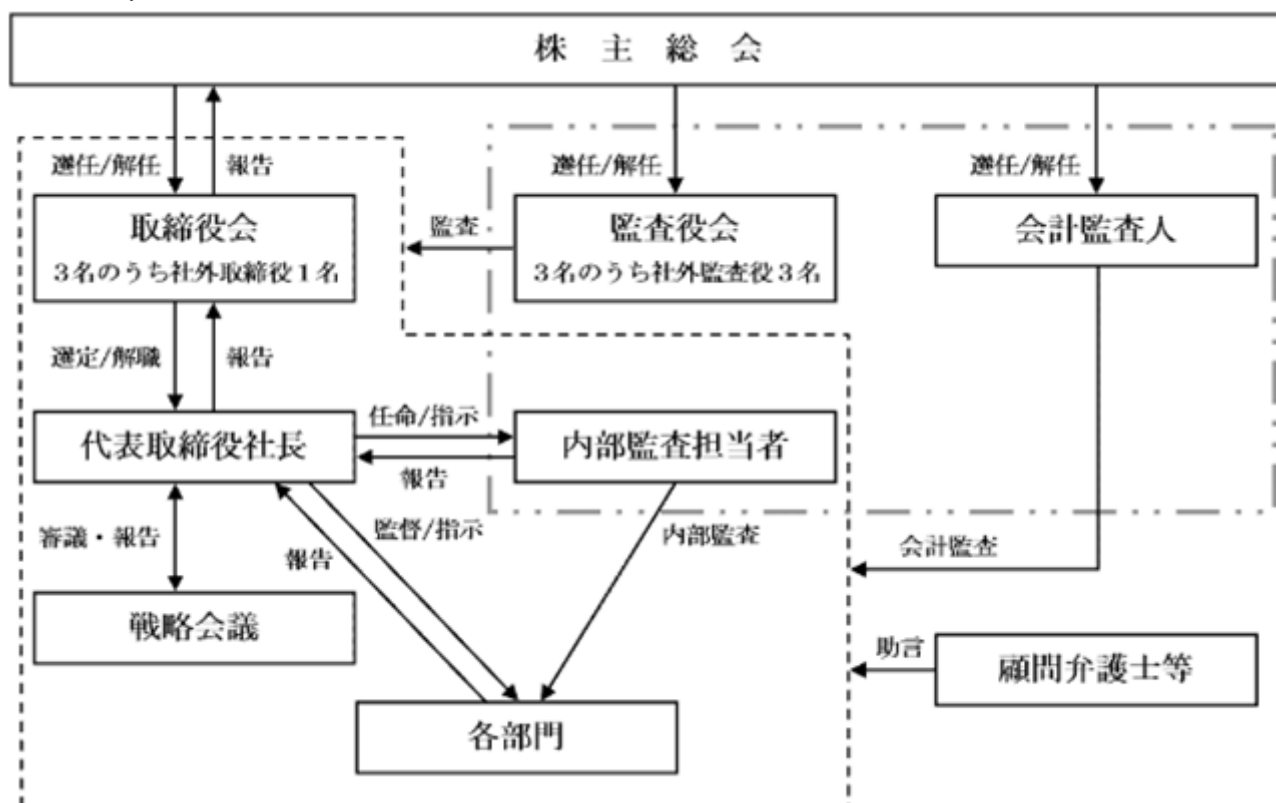 株主総会
選任/解任
報告
選任/解任
選任/解任
取締役会
3名のうち社外取締役1名
監査
監査役会
3名のうち社外監査役3名
会計監査人
選定/解職
報告
代表取締役社長
任命/指示
報告
内部監査担当者
審議・報告
報告
監督/指示
内部監査
会計監査
戦略会議
助言
顧問弁護士等
各部門